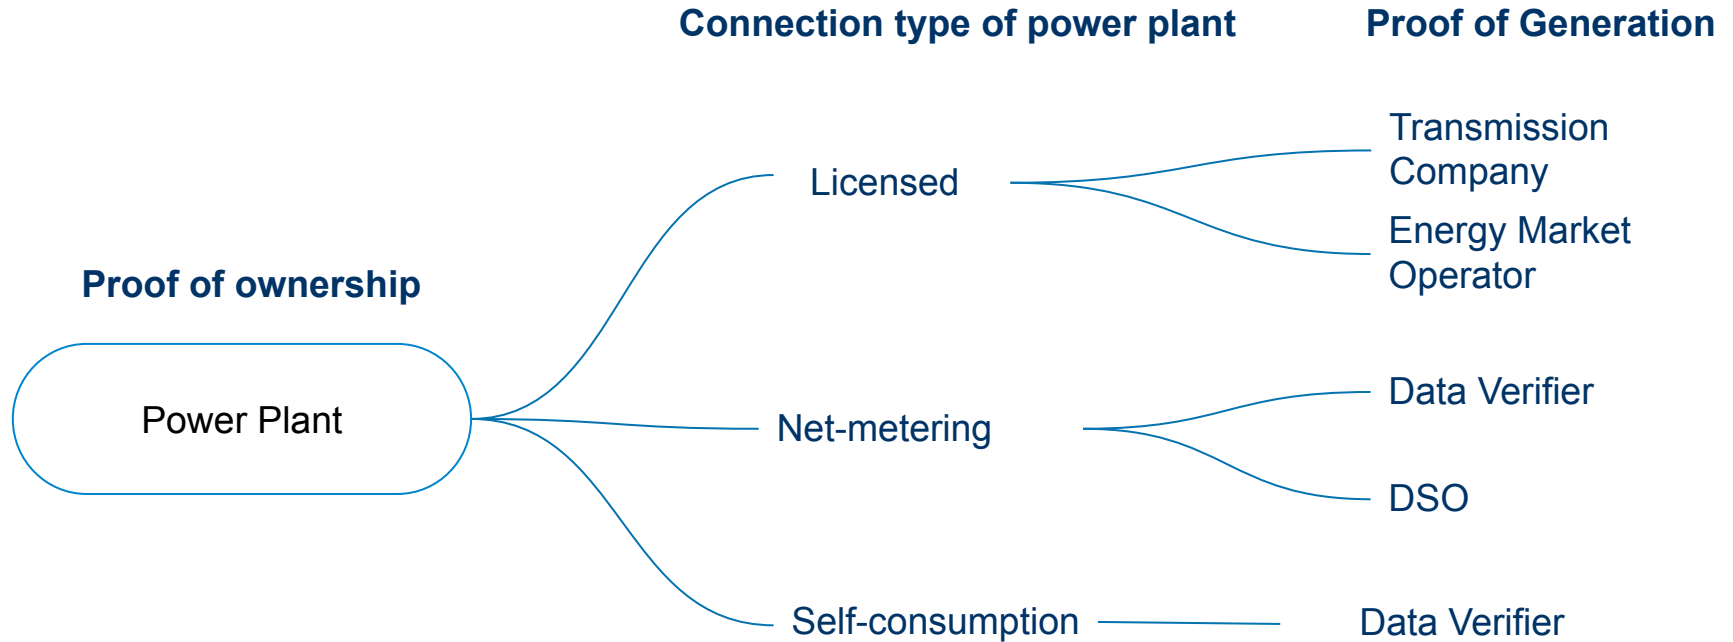 Connection type of power plant
Proof of Generation
Transmission
Company
Licensed
Energy Market
Operator
Proof of ownership
Power Plant
Data Verifier
Net-metering
DSO
Self-consumption
Data Verifier